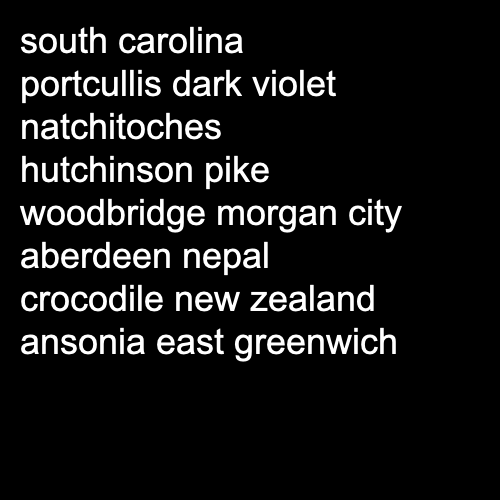 south carolina
portcullis dark violet
natchitoches
hutchinson pike
woodbridge morgan city
aberdeen nepal
crocodile new zealand
ansonia east greenwich